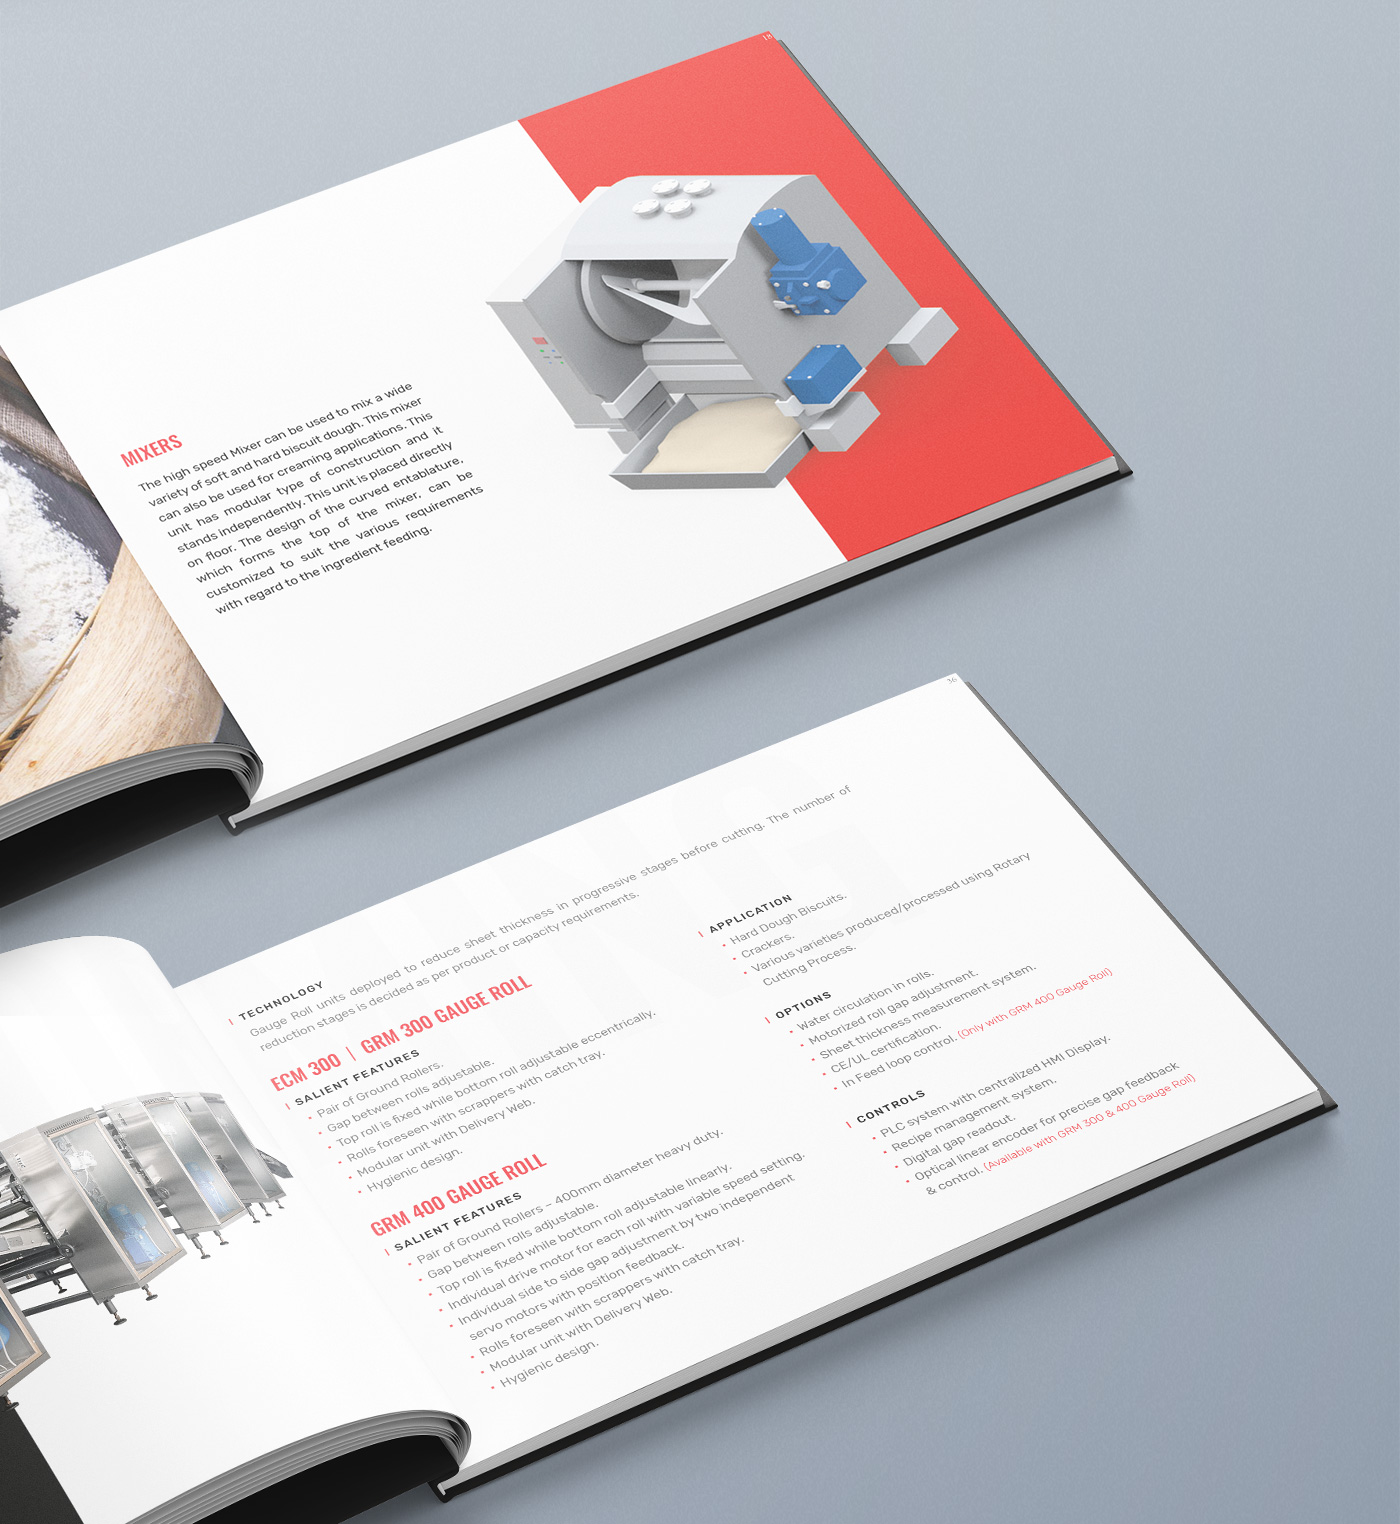 18
MIXERS
The high speed Mixer can be used to mix a wide
variety of soft and hard biscuit dough. This mixer
can also be used for creaming applications. This
unit has modular type of construction and it
stands independently. This unit is placed directly
on floor. The design of the curved entablature,
which forms the top of the mixer, can be
customized to suit the various requirements
with regard to the ingredient feeding.
36
TECHNOLOGY
Gauge Roll units deployed to reduce sheet thickness in progressive stages before cutting. The number of
reduction stages is decided as per product or capacity requirements.
ECM 300 | GRM 300 GAUGE ROLL
SALIENT FEATURES
• Pair of Ground Rollers.
• Gap between rolls adjustable.
• Top roll is fixed while bottom roll adjustable eccentrically.
• Rolls foreseen with scrappers with catch tray.
• Modular unit with Delivery Web.
• Hygienic design.
GRM 400 GAUGE ROLL
SALIENT FEATURES
• Pair of Ground Rollers – 400mm diameter heavy duty.
• Gap between rolls adjustable.
• Top roll is fixed while bottom roll adjustable linearly.
• Individual drive motor for each roll with variable speed setting.
• Individual side to side gap adjustment by two independent
servo motors with position feedback.
• Rolls foreseen with scrappers with catch tray.
• Modular unit with Delivery Web.
• Hygienic design.
APPLICATION
• Hard Dough Biscuits.
• Crackers.
• Various varieties produced/processed using Rotary
Cutting Process.
OPTIONS
• Water circulation in rolls.
• Motorized roll gap adjustment.
• Sheet thickness measurement system.
• CE/UL certification.
• In Feed loop control. (Only with GRM 400 Gauge Roll)
CONTROLS
• PLC system with centralized HMI Display.
• Recipe management system.
• Digital gap readout.
• Optical linear encoder for precise gap feedback
& control. (Available with GRM 300 & 400 Gauge Roll)